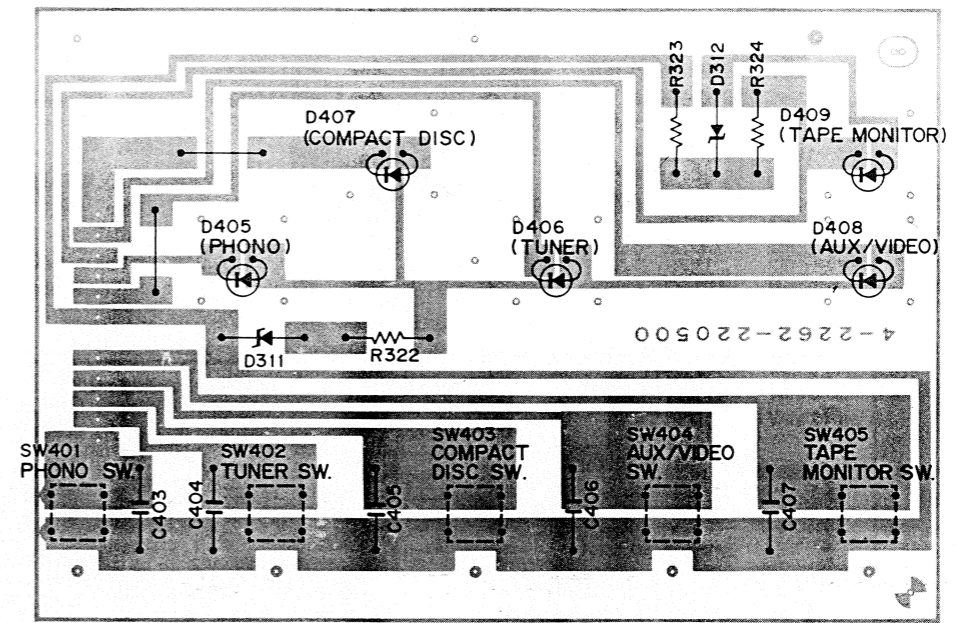 R323
D312
R324
D407
(COMPACT DISC)
D409
(TAPE MONITOR)
D405
(PHONO)
D406
(TUNER)
D408
(AUX/VIDEO)
D311
R322
4-2262-220500
SW401
PHONO SW.
SW402
TUNER SW.
SW403
COMPACT
DISC SW.
SW404
AUX/VIDEO
SW.
SW405
TAPE
MONITOR SW.
C403
C404
C405
C406
C407